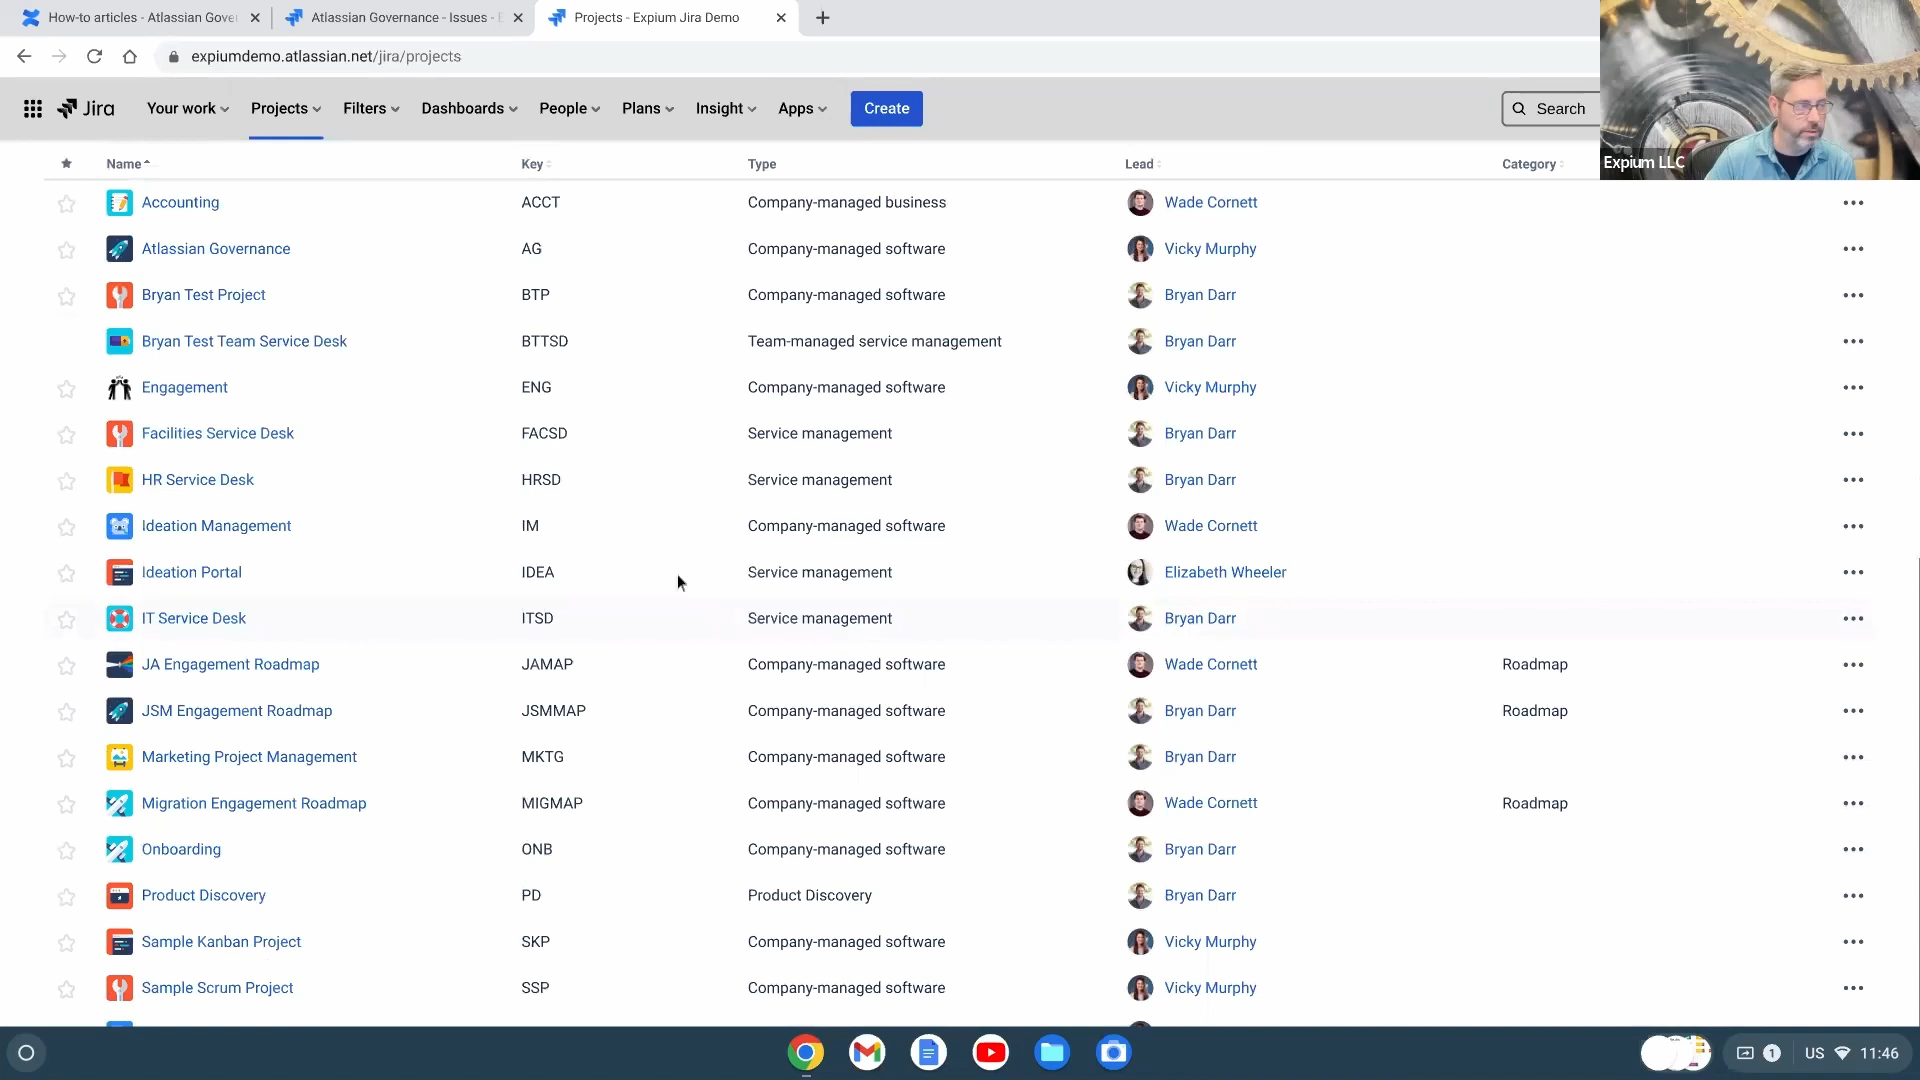 How-to articles - Atlassian Gove
Atlassian Governance - Issues - E
Projects - Expium Jira Demo
expiumdemo.atlassian.net/jira/projects
Jira
Your work
Projects
Filters
Dashboards
People
Plans
Insight
Apps
Create
Search
Expium LLC
Name Key Type Lead Category
Accounting ACCT Company-managed business Wade Cornett
Atlassian Governance AG Company-managed software Vicky Murphy
Bryan Test Project BTP Company-managed software Bryan Darr
Bryan Test Team Service Desk BTTSD Team-managed service management Bryan Darr
Engagement ENG Company-managed software Vicky Murphy
Facilities Service Desk FACSD Service management Bryan Darr
HR Service Desk HRSD Service management Bryan Darr
Ideation Management IM Company-managed software Wade Cornett
Ideation Portal IDEA Service management Elizabeth Wheeler
IT Service Desk ITSD Service management Bryan Darr
JA Engagement Roadmap JAMAP Company-managed software Wade Cornett Roadmap
JSM Engagement Roadmap JSMMAP Company-managed software Bryan Darr Roadmap
Marketing Project Management MKTG Company-managed software Bryan Darr
Migration Engagement Roadmap MIGMAP Company-managed software Wade Cornett Roadmap
Onboarding ONB Company-managed software Bryan Darr
Product Discovery PD Product Discovery Bryan Darr
Sample Kanban Project SKP Company-managed software Vicky Murphy
Sample Scrum Project SSP Company-managed software Vicky Murphy
1 US 11:46